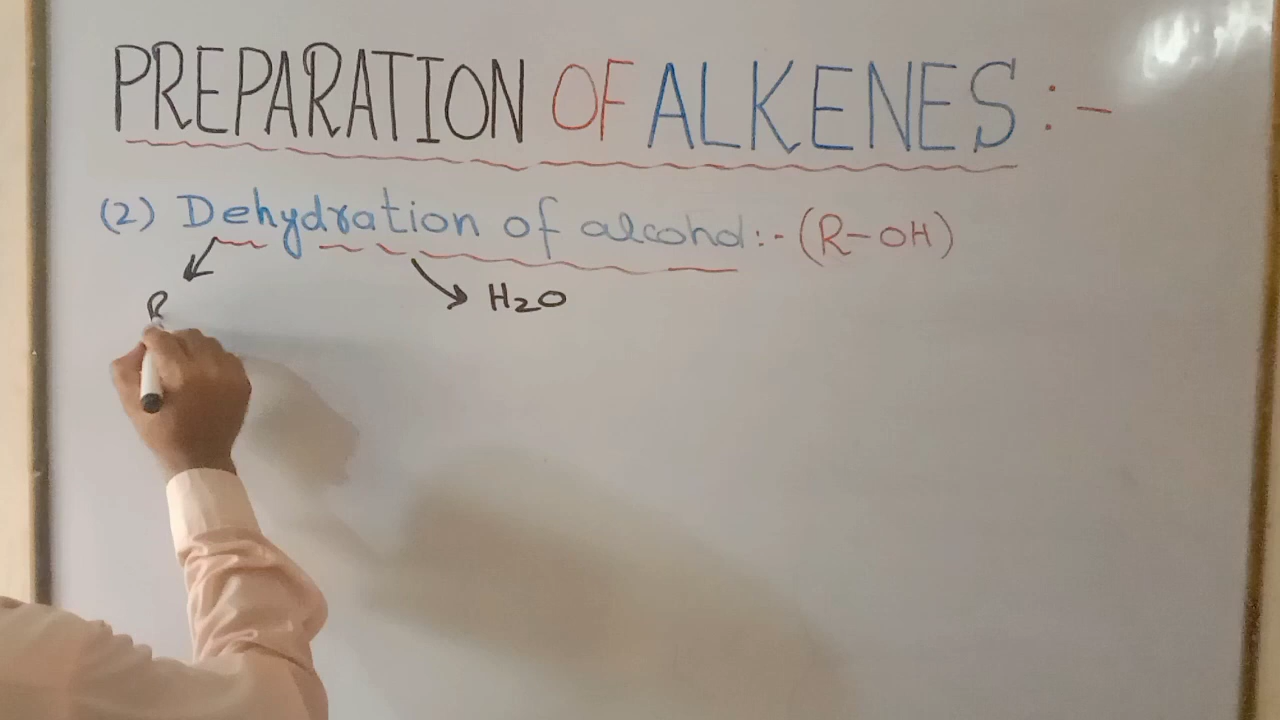 PREPARATION OF ALKENES :-
(2) Dehydration of alcohol :- (R-OH)
R
H2O